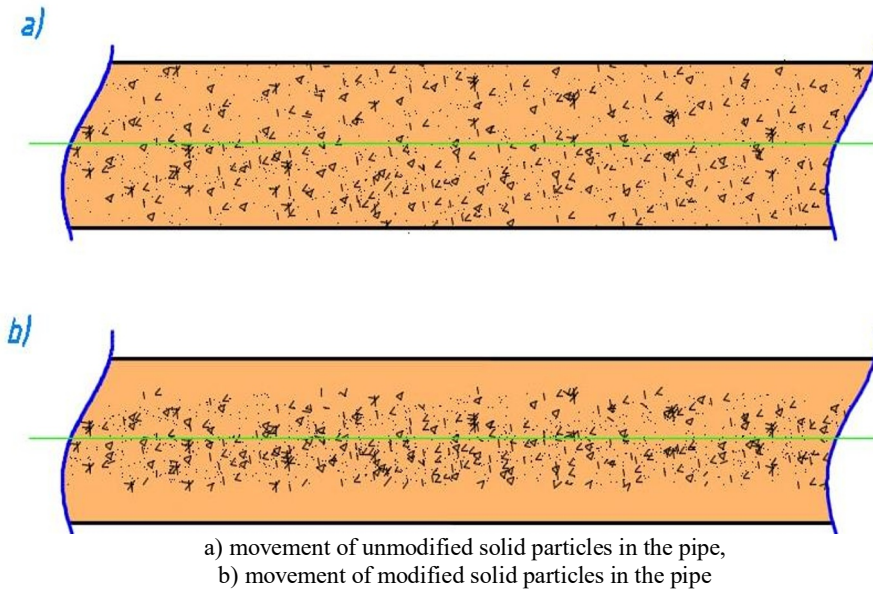 a)
b)
a) movement of unmodified solid particles in the pipe,
b) movement of modified solid particles in the pipe